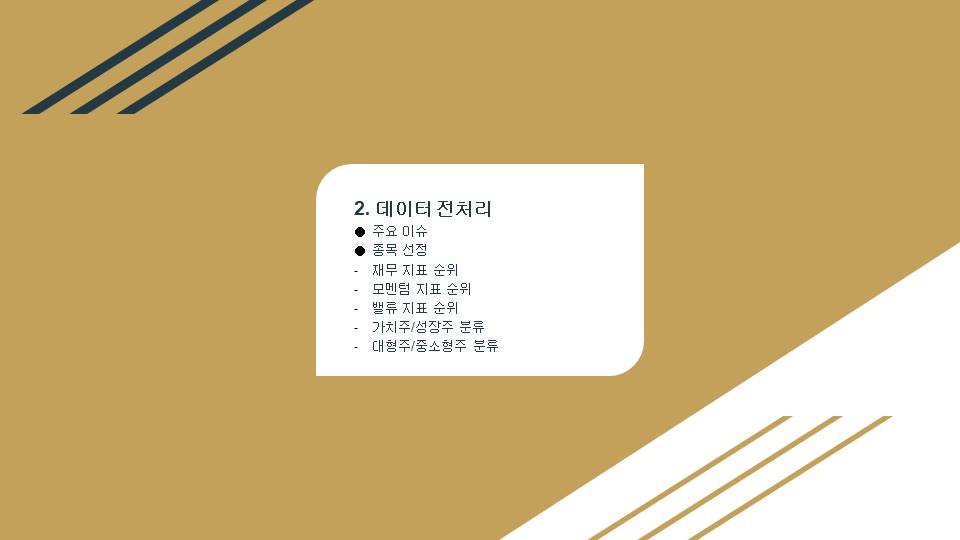 2. 데이터 전처리
● 주요 이슈
● 종목 선정
- 재무 지표 순위
- 모멘텀 지표 순위
- 밸류 지표 순위
- 가치주/성장주 분류
- 대형주/중소형주 분류